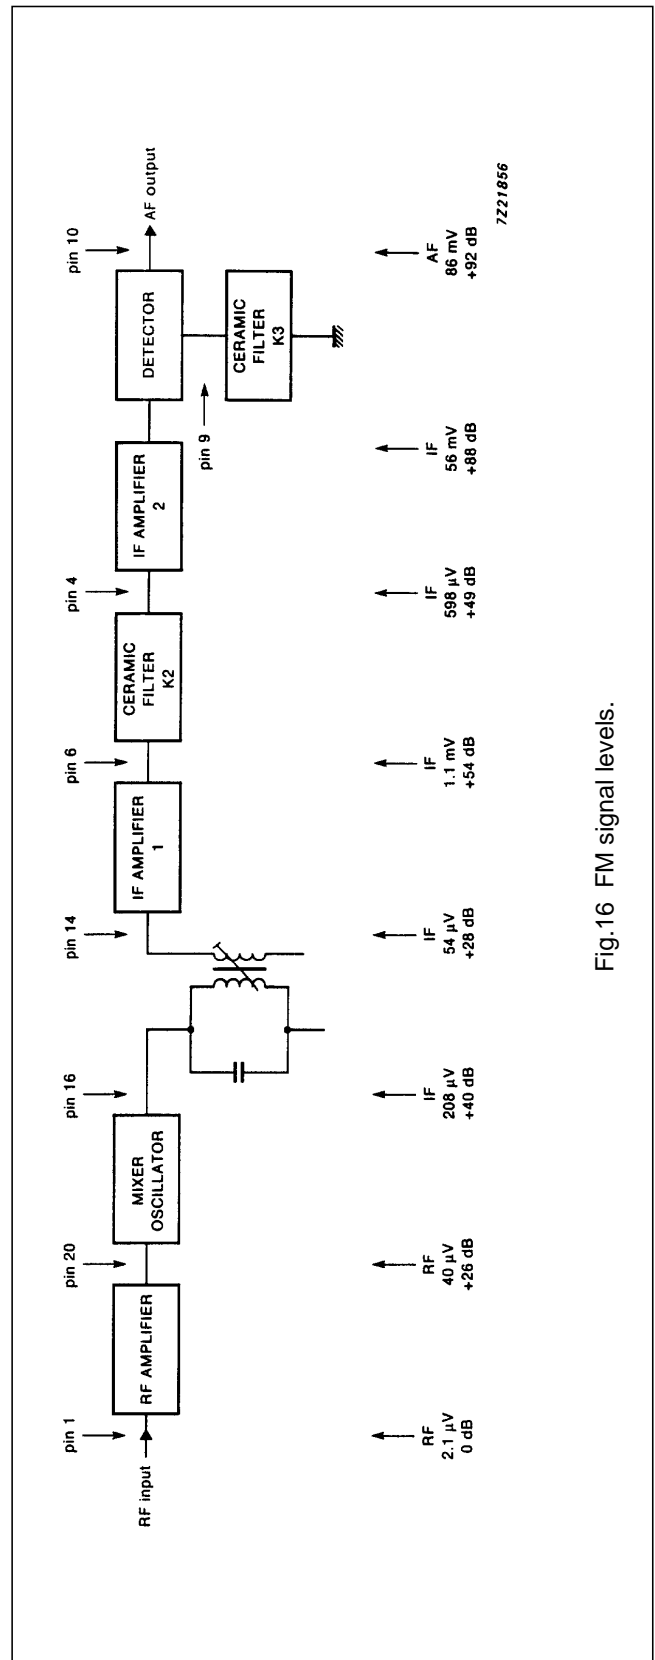 pin 1
pin 20
pin 16
pin 14
pin 6
pin 4
pin 10
RF input
RF AMPLIFIER
MIXER
OSCILLATOR
IF AMPLIFIER
1
CERAMIC
FILTER
K2
IF AMPLIFIER
2
DETECTOR
AF output
pin 9
CERAMIC
FILTER
K3
RF
2.1 μV
0 dB
RF
40 μV
+26 dB
IF
208 μV
+40 dB
IF
54 μV
+28 dB
IF
1.1 mV
+54 dB
IF
598 μV
+49 dB
IF
56 mV
+88 dB
AF
86 mV
+92 dB
7Z21856
Fig.16 FM signal levels.